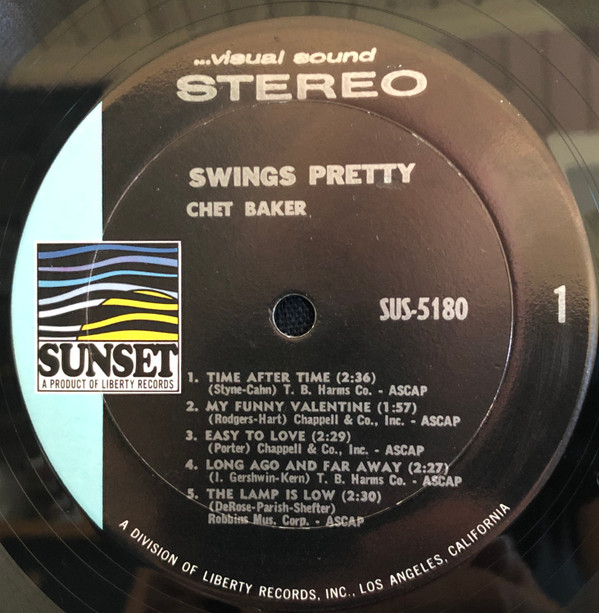 ...visual sound
STEREO
SWINGS PRETTY
CHET BAKER
SUS-5180
1
SUNSET
A PRODUCT OF LIBERTY RECORDS
1. TIME AFTER TIME (2:36)
(Styne-Cahn) T. B. Harms Co. - ASCAP
2. MY FUNNY VALENTINE (1:57)
(Rodgers-Hart) Chappell & Co., Inc. - ASCAP
3. EASY TO LOVE (2:29)
(Porter) Chappell & Co., Inc. - ASCAP
4. LONG AGO AND FAR AWAY (2:27)
(I. Gershwin-Kern) T. B. Harms Co. - ASCAP
5. THE LAMP IS LOW (2:30)
(DeRose-Parish-Shefter)
Robbins Mus. Corp. - ASCAP
A DIVISION OF LIBERTY RECORDS, INC., LOS ANGELES, CALIFORNIA